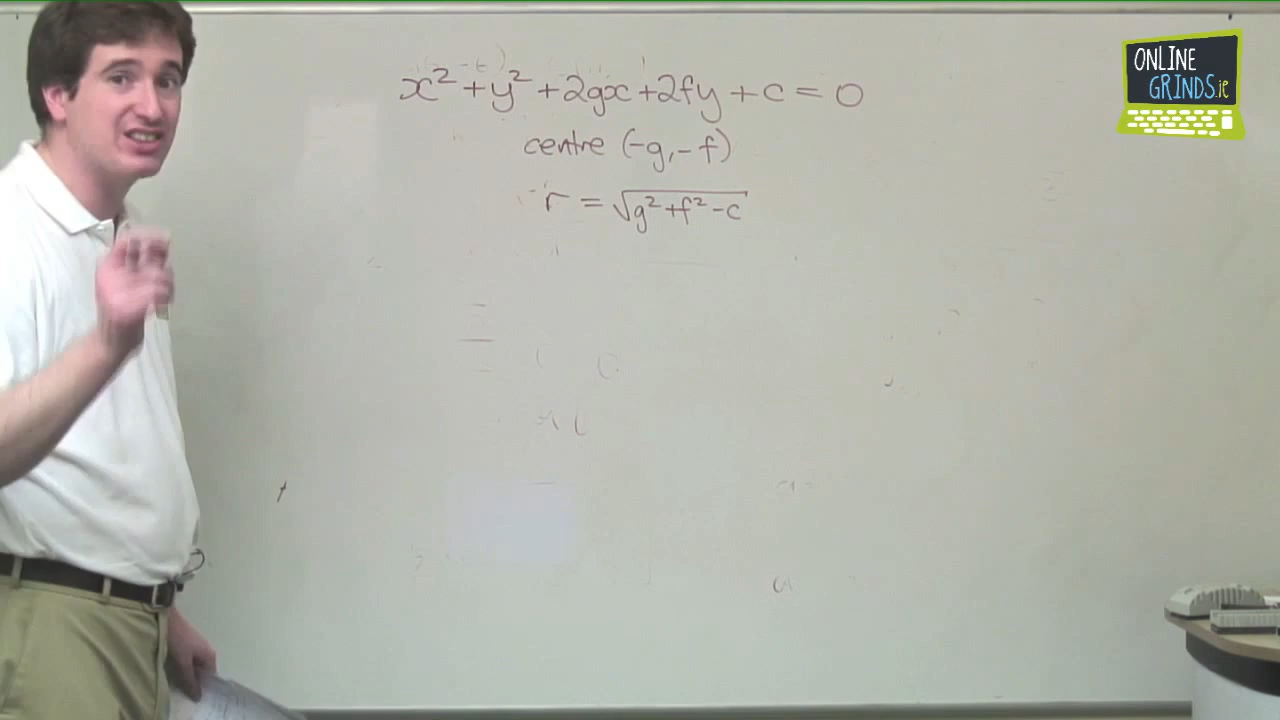 x² + y² + 2gx + 2fy + c = 0
centre (-g, -f)
r = √g² + f² - c
ONLINE
GRINDS.ie